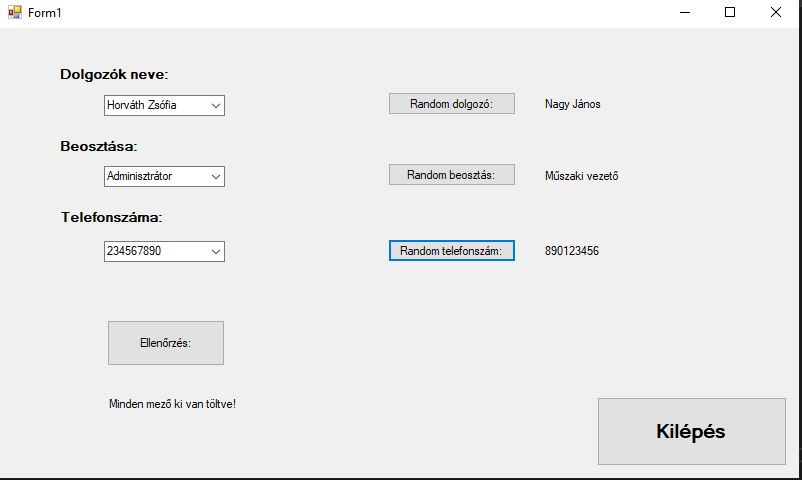 Form1
Dolgozók neve:
Horváth Zsófia
Random dolgozó:
Nagy János
Beosztása:
Adminisztrátor
Random beosztás:
Műszaki vezető
Telefonszáma:
234567890
Random telefonszám:
890123456
Ellenőrzés:
Minden mező ki van töltve!
Kilépés